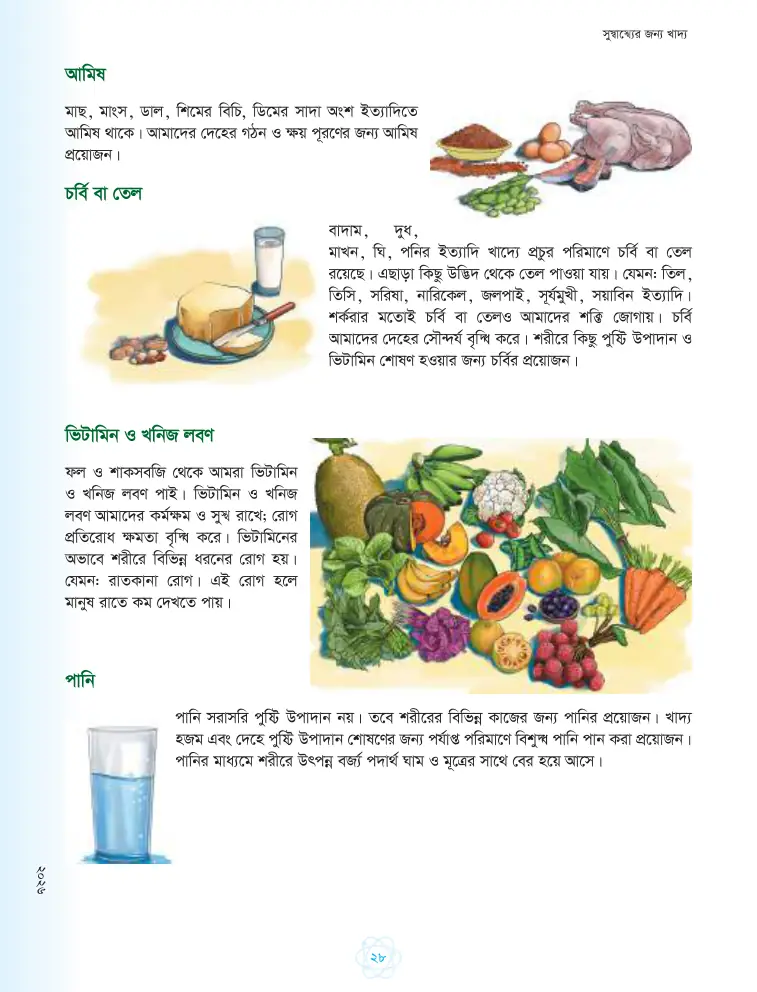 সুস্বাস্থ্যের জন্য খাদ্য
আমিষ
মাছ, মাংস, ডাল, শিমের বিচি, ডিমের সাদা অংশ ইত্যাদিতে
আমিষ থাকে। আমাদের দেহের গঠন ও ক্ষয় পূরণের জন্য আমিষ
প্রয়োজন।
চর্বি বা তেল
বাদাম, দুধ,
মাখন, ঘি, পনির ইত্যাদি খাদ্যে প্রচুর পরিমাণে চর্বি বা তেল
রয়েছে। এছাড়া কিছু উদ্ভিদ থেকে তেল পাওয়া যায়। যেমন: তিল,
তিসি, সরিষা, নারিকেল, জলপাই, সূর্যমুখী, সয়াবিন ইত্যাদি।
শর্করার মতোই চর্বি বা তেলও আমাদের শক্তি জোগায়। চর্বি
আমাদের দেহের সৌন্দর্য বৃদ্ধি করে। শরীরে কিছু পুষ্টি উপাদান ও
ভিটামিন শোষণ হওয়ার জন্য চর্বির প্রয়োজন।
ভিটামিন ও খনিজ লবণ
ফল ও শাকসবজি থেকে আমরা ভিটামিন
ও খনিজ লবণ পাই। ভিটামিন ও খনিজ
লবণ আমাদের কর্মক্ষম ও সুস্থ রাখে; রোগ
প্রতিরোধ ক্ষমতা বৃদ্ধি করে। ভিটামিনের
অভাবে শরীরে বিভিন্ন ধরনের রোগ হয়।
যেমন: রাতকানা রোগ। এই রোগ হলে
মানুষ রাতে কম দেখতে পায়।
পানি
পানি সরাসরি পুষ্টি উপাদান নয়। তবে শরীরের বিভিন্ন কাজের জন্য পানির প্রয়োজন। খাদ্য
হজম এবং দেহে পুষ্টি উপাদান শোষণের জন্য পর্যাপ্ত পরিমাণে বিশুদ্ধ পানি পান করা প্রয়োজন।
পানির মাধ্যমে শরীরে উৎপন্ন বর্জ্য পদার্থ ঘাম ও মূত্রের সাথে বের হয়ে আসে।
২০২৫
২৮